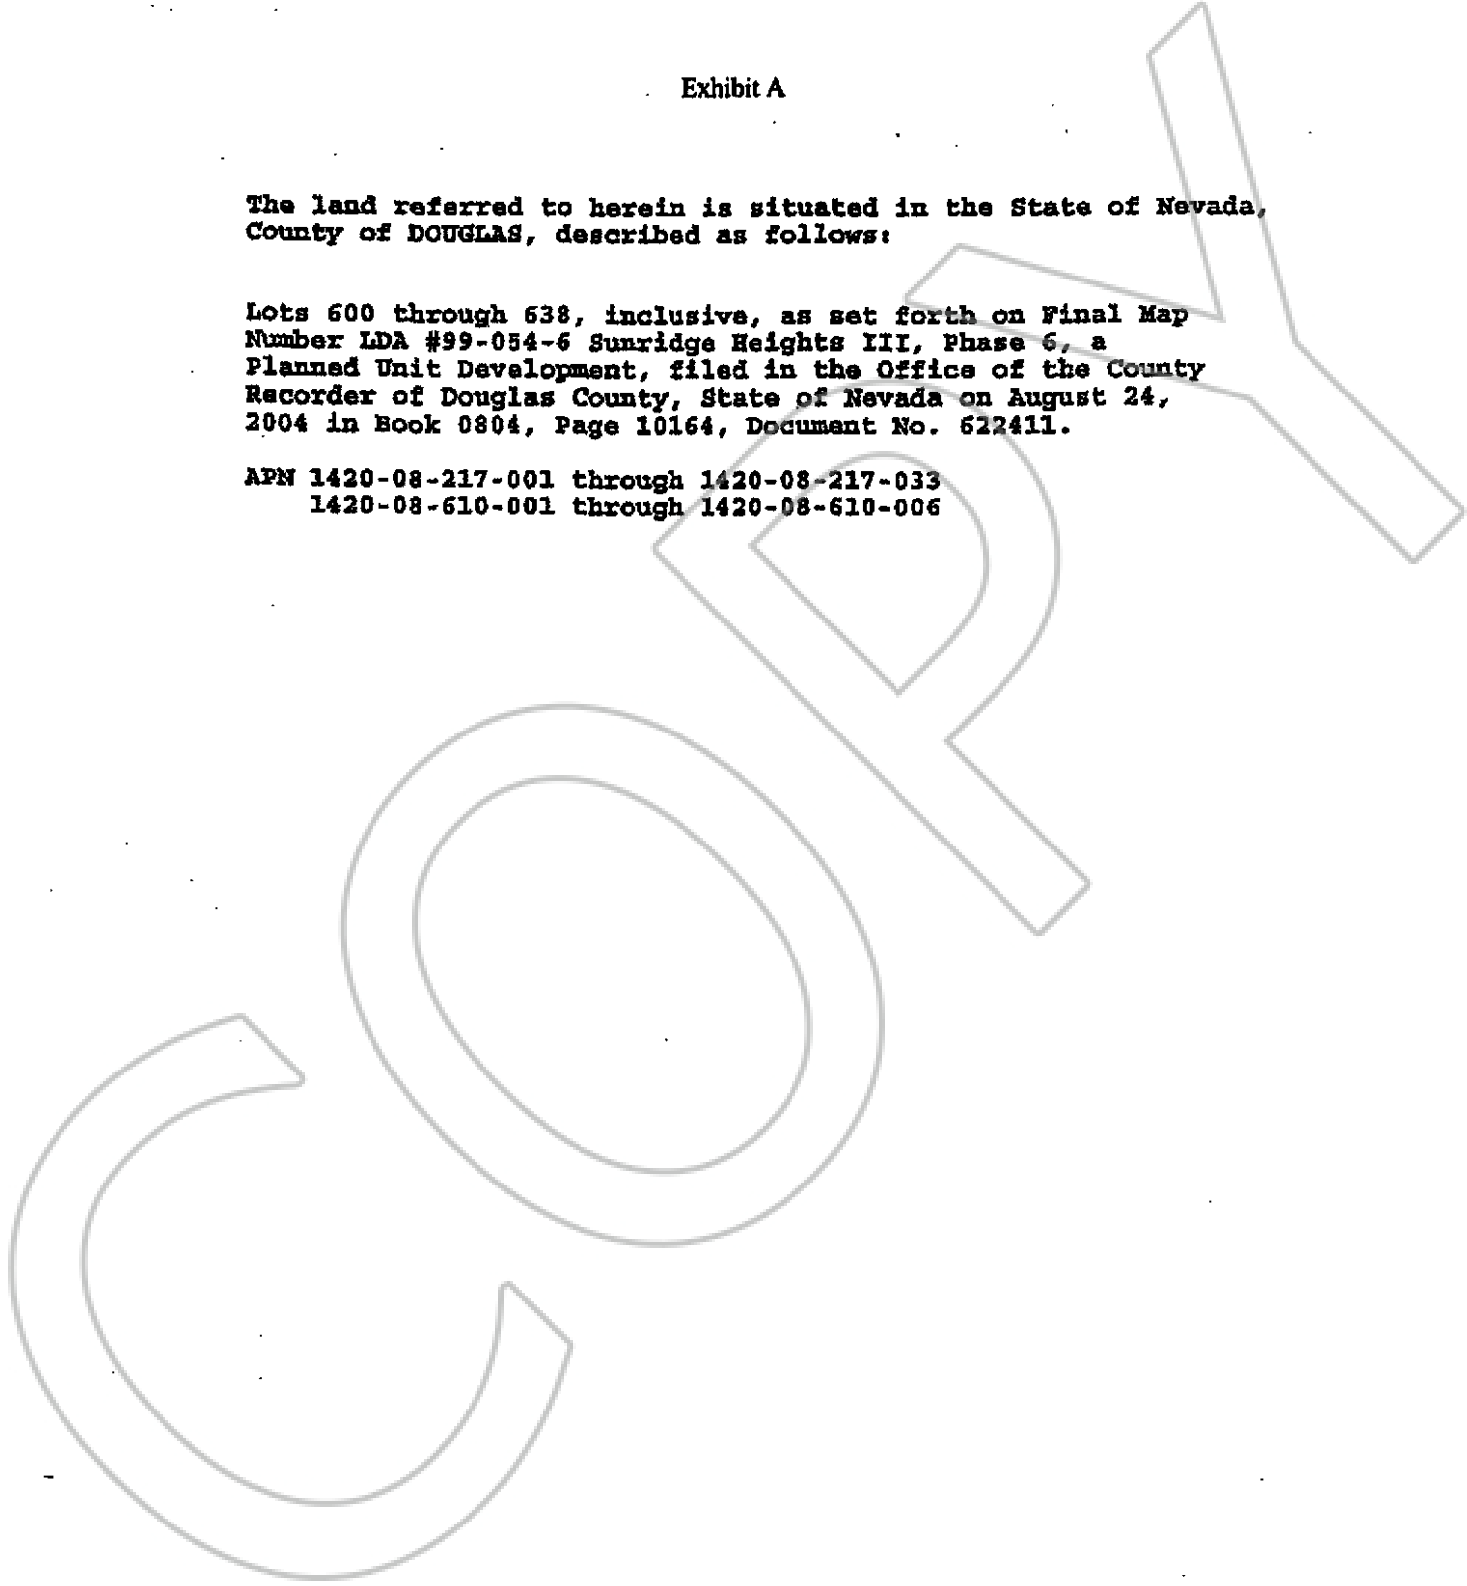 Exhibit A
The land referred to herein is situated in the State of Nevada,
County of DOUGLAS, described as follows:
Lots 600 through 638, inclusive, as set forth on Final Map
Number LDA #99-054-6 Sunridge Heights III, Phase 6, a
Planned Unit Development, filed in the Office of the County
Recorder of Douglas County, State of Nevada on August 24,
2004 in Book 0804, Page 10164, Document No. 622411.
APN 1420-08-217-001 through 1420-08-217-033
1420-08-610-001 through 1420-08-610-006
COPY